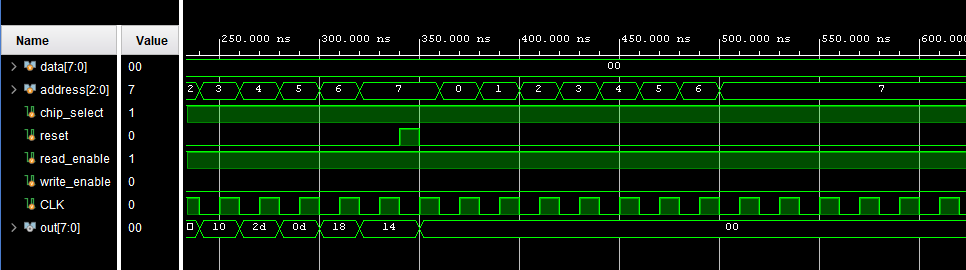 Name Value 250.000 ns 300.000 ns 350.000 ns 400.000 ns 450.000 ns 500.000 ns 550.000 ns 600.000
data[7:0] 00 00
address[2:0] 7 2 3 4 5 6 7 0 1 2 3 4 5 6 7
chip_select 1
reset 0
read_enable 1
write_enable 0
CLK 0
out[7:0] 00 10 2d 0d 18 14 00